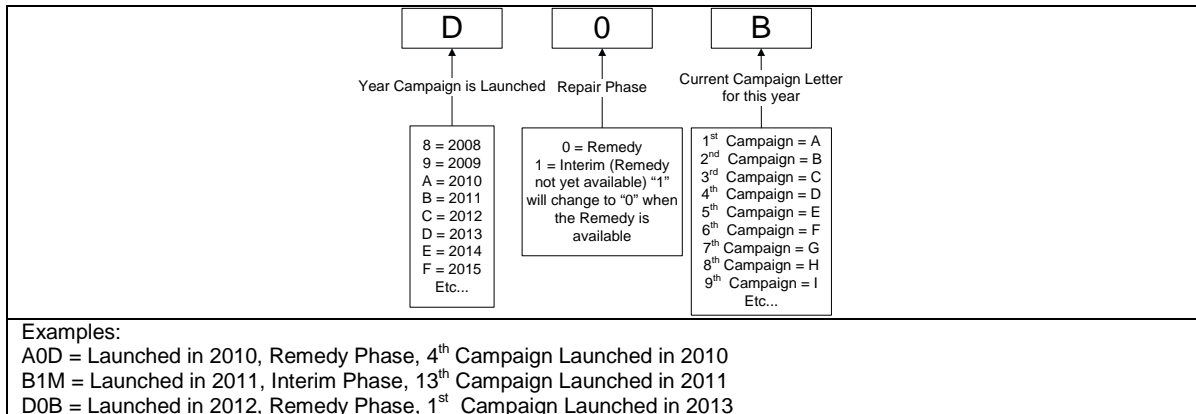 D 0 B
Year Campaign is Launched
Repair Phase
Current Campaign Letter
for this year
8 = 2008
9 = 2009
A = 2010
B = 2011
C = 2012
D = 2013
E = 2014
F = 2015
Etc...
0 = Remedy
1 = Interim (Remedy
not yet available) “1”
will change to “0” when
the Remedy is
available
1st Campaign = A
2nd Campaign = B
3rd Campaign = C
4th Campaign = D
5th Campaign = E
6th Campaign = F
7th Campaign = G
8th Campaign = H
9th Campaign = I
Etc...
Examples:
A0D = Launched in 2010, Remedy Phase, 4th Campaign Launched in 2010
B1M = Launched in 2011, Interim Phase, 13th Campaign Launched in 2011
D0B = Launched in 2012, Remedy Phase, 1st Campaign Launched in 2013